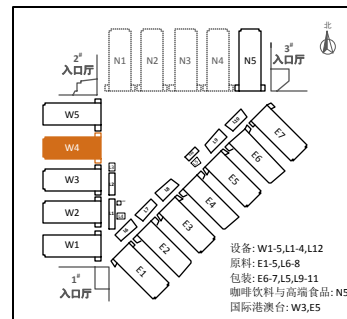 北
2#
入口厅
N1
N2
N3
N4
N5
3#
入口厅
W5
W4
W3
W2
W1
L1
E7
E6
E5
E4
E3
E2
E1
1#
入口厅
设备: W1-5,L1-4,L12
原料: E1-5,L6-8
包装: E6-7,L5,L9-11
咖啡饮料与高端食品: N5
国际港澳台: W3,E5